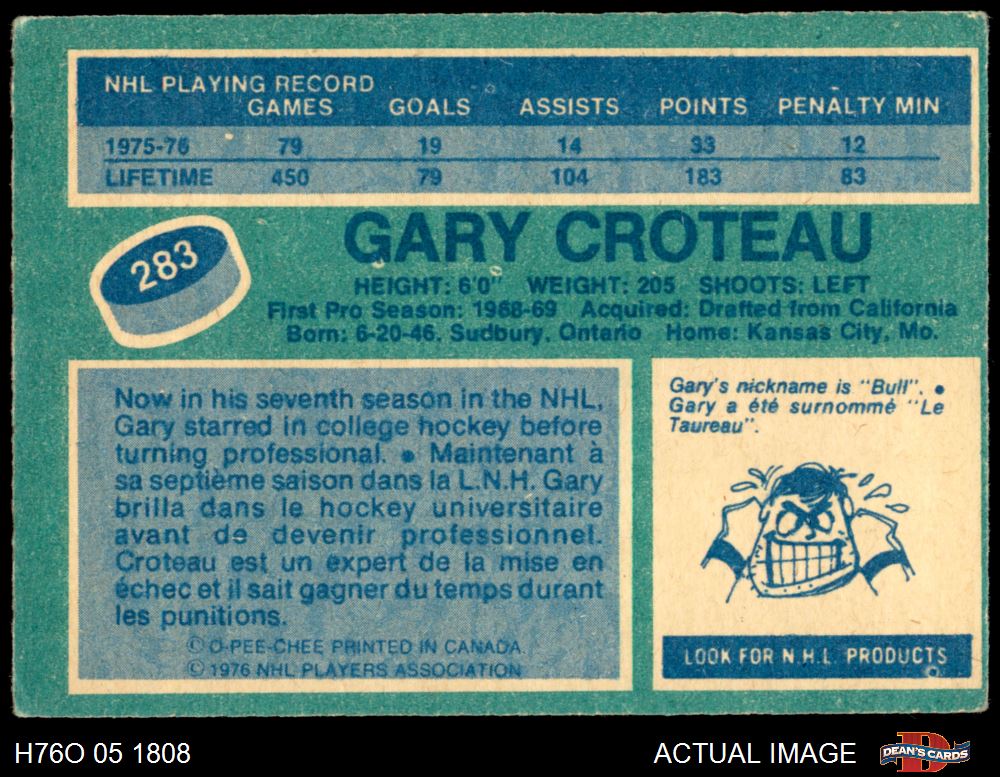 NHL PLAYING RECORD
GAMES GOALS ASSISTS POINTS PENALTY MIN
1975-76 79 19 14 33 12
LIFETIME 450 79 104 183 83
283
GARY CROTEAU
HEIGHT: 6'0" WEIGHT: 205 SHOOTS: LEFT
First Pro Season: 1968-69 Acquired: Drafted from California
Born: 6-20-46, Sudbury, Ontario Home: Kansas City, Mo.
Now in his seventh season in the NHL,
Gary starred in college hockey before
turning professional. ● Maintenant à
sa septième saison dans la L.N.H. Gary
brilla dans le hockey universitaire
avant de devenir professionnel.
Croteau est un expert de la mise en
échec et il sait gagner du temps durant
les punitions.
© O-PEE-CHEE PRINTED IN CANADA.
© 1976 NHL PLAYERS ASSOCIATION
Gary's nickname is "Bull". ●
Gary a été surnommé "Le
Taureau".
LOOK FOR N.H.L. PRODUCTS
H76O 05 1808
ACTUAL IMAGE
D
DEAN'S CARDS